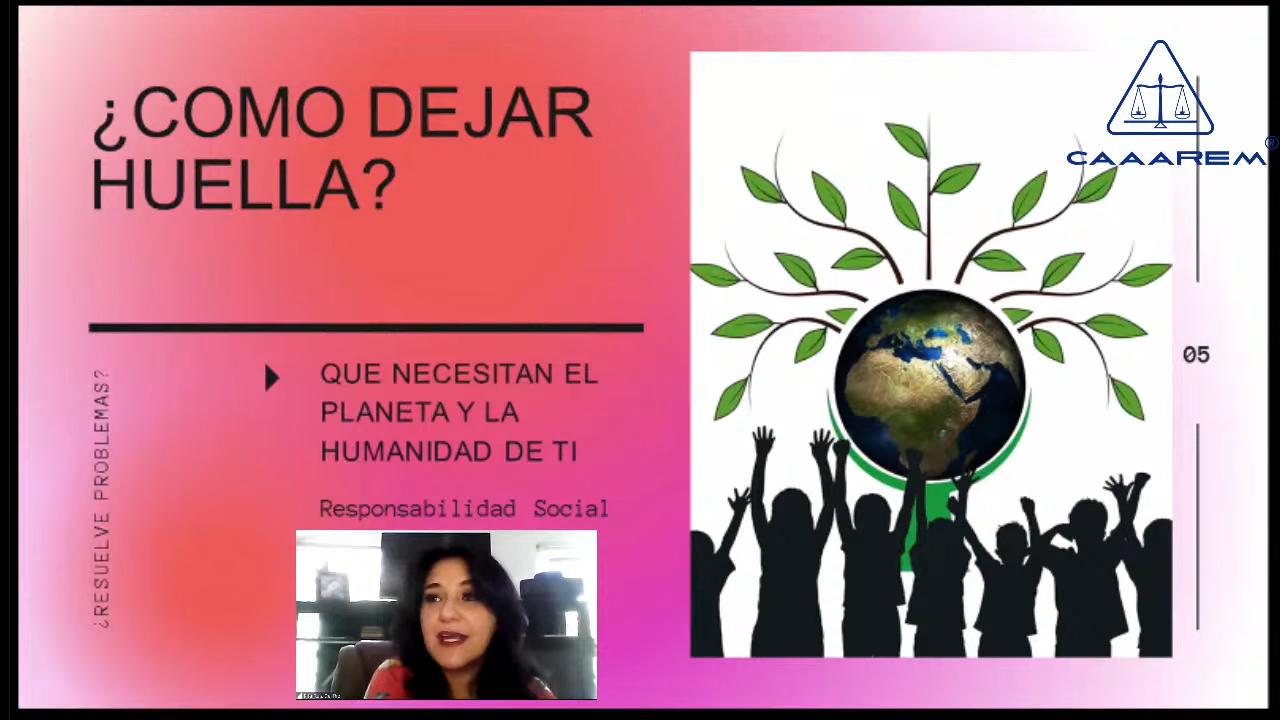 ¿COMO DEJAR
HUELLA?
QUE NECESITAN EL
PLANETA Y LA
HUMANIDAD DE TI
Responsabilidad Social
¿RESUELVE PROBLEMAS?
CAAAREM®
05